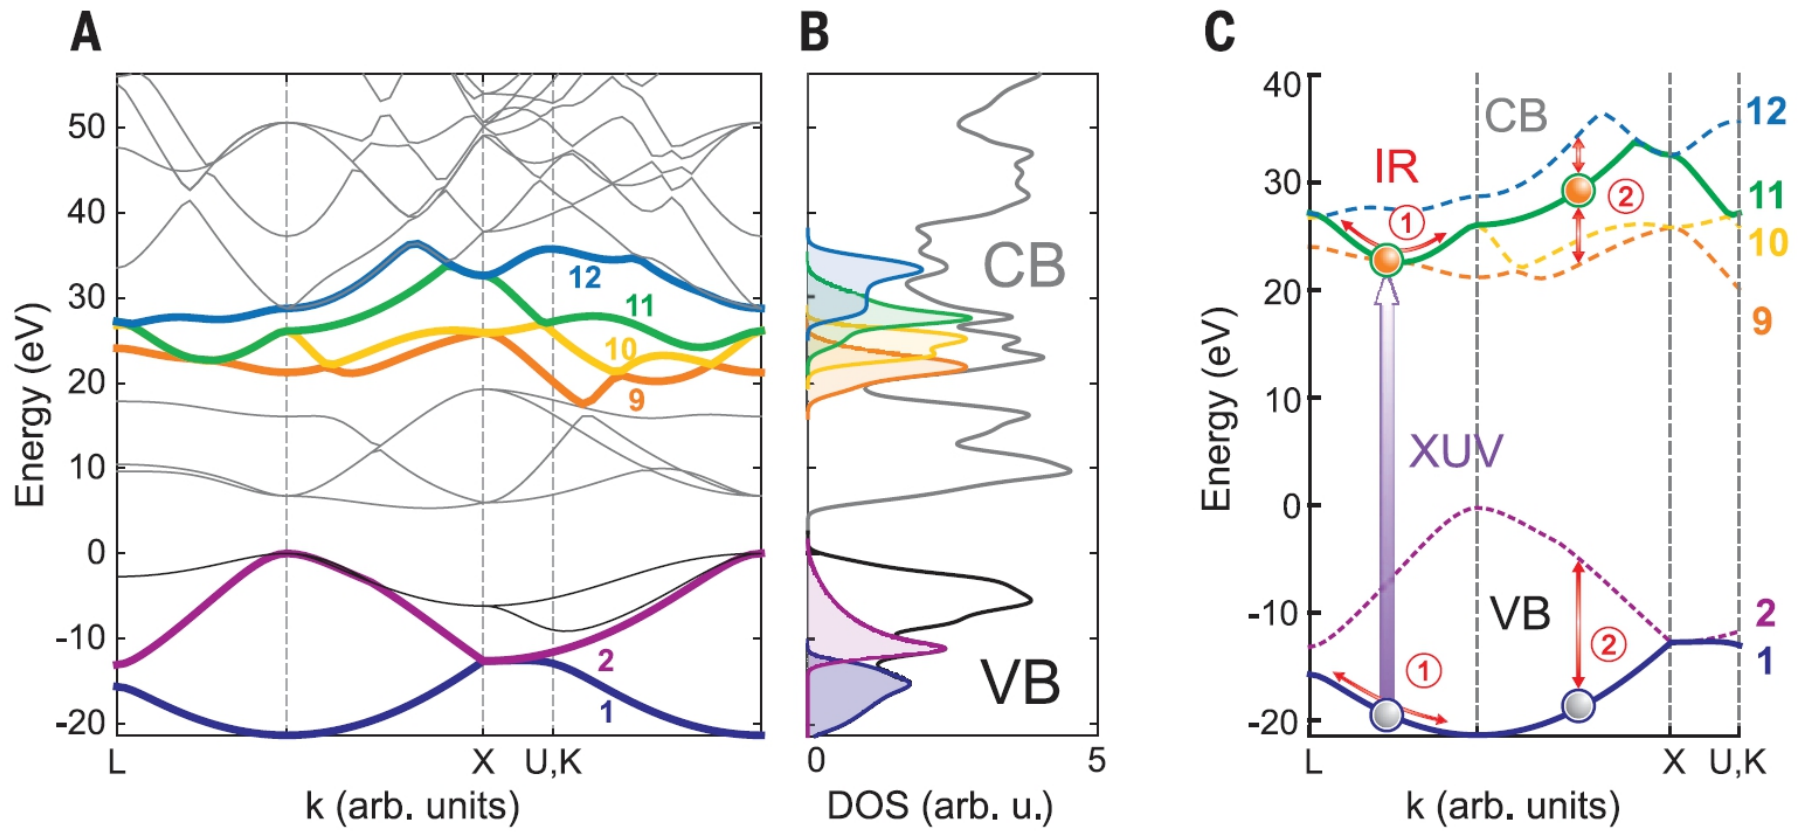 A
Energy (eV)
50
40
30
20
10
0
-10
-20
12
11
10
9
2
1
L
X
U,K
k (arb. units)
B
CB
VB
0
5
DOS (arb. u.)
C
Energy (eV)
40
30
20
10
0
-10
-20
CB
IR
1
2
XUV
VB
1
2
12
11
10
9
2
1
L
X
U,K
k (arb. units)